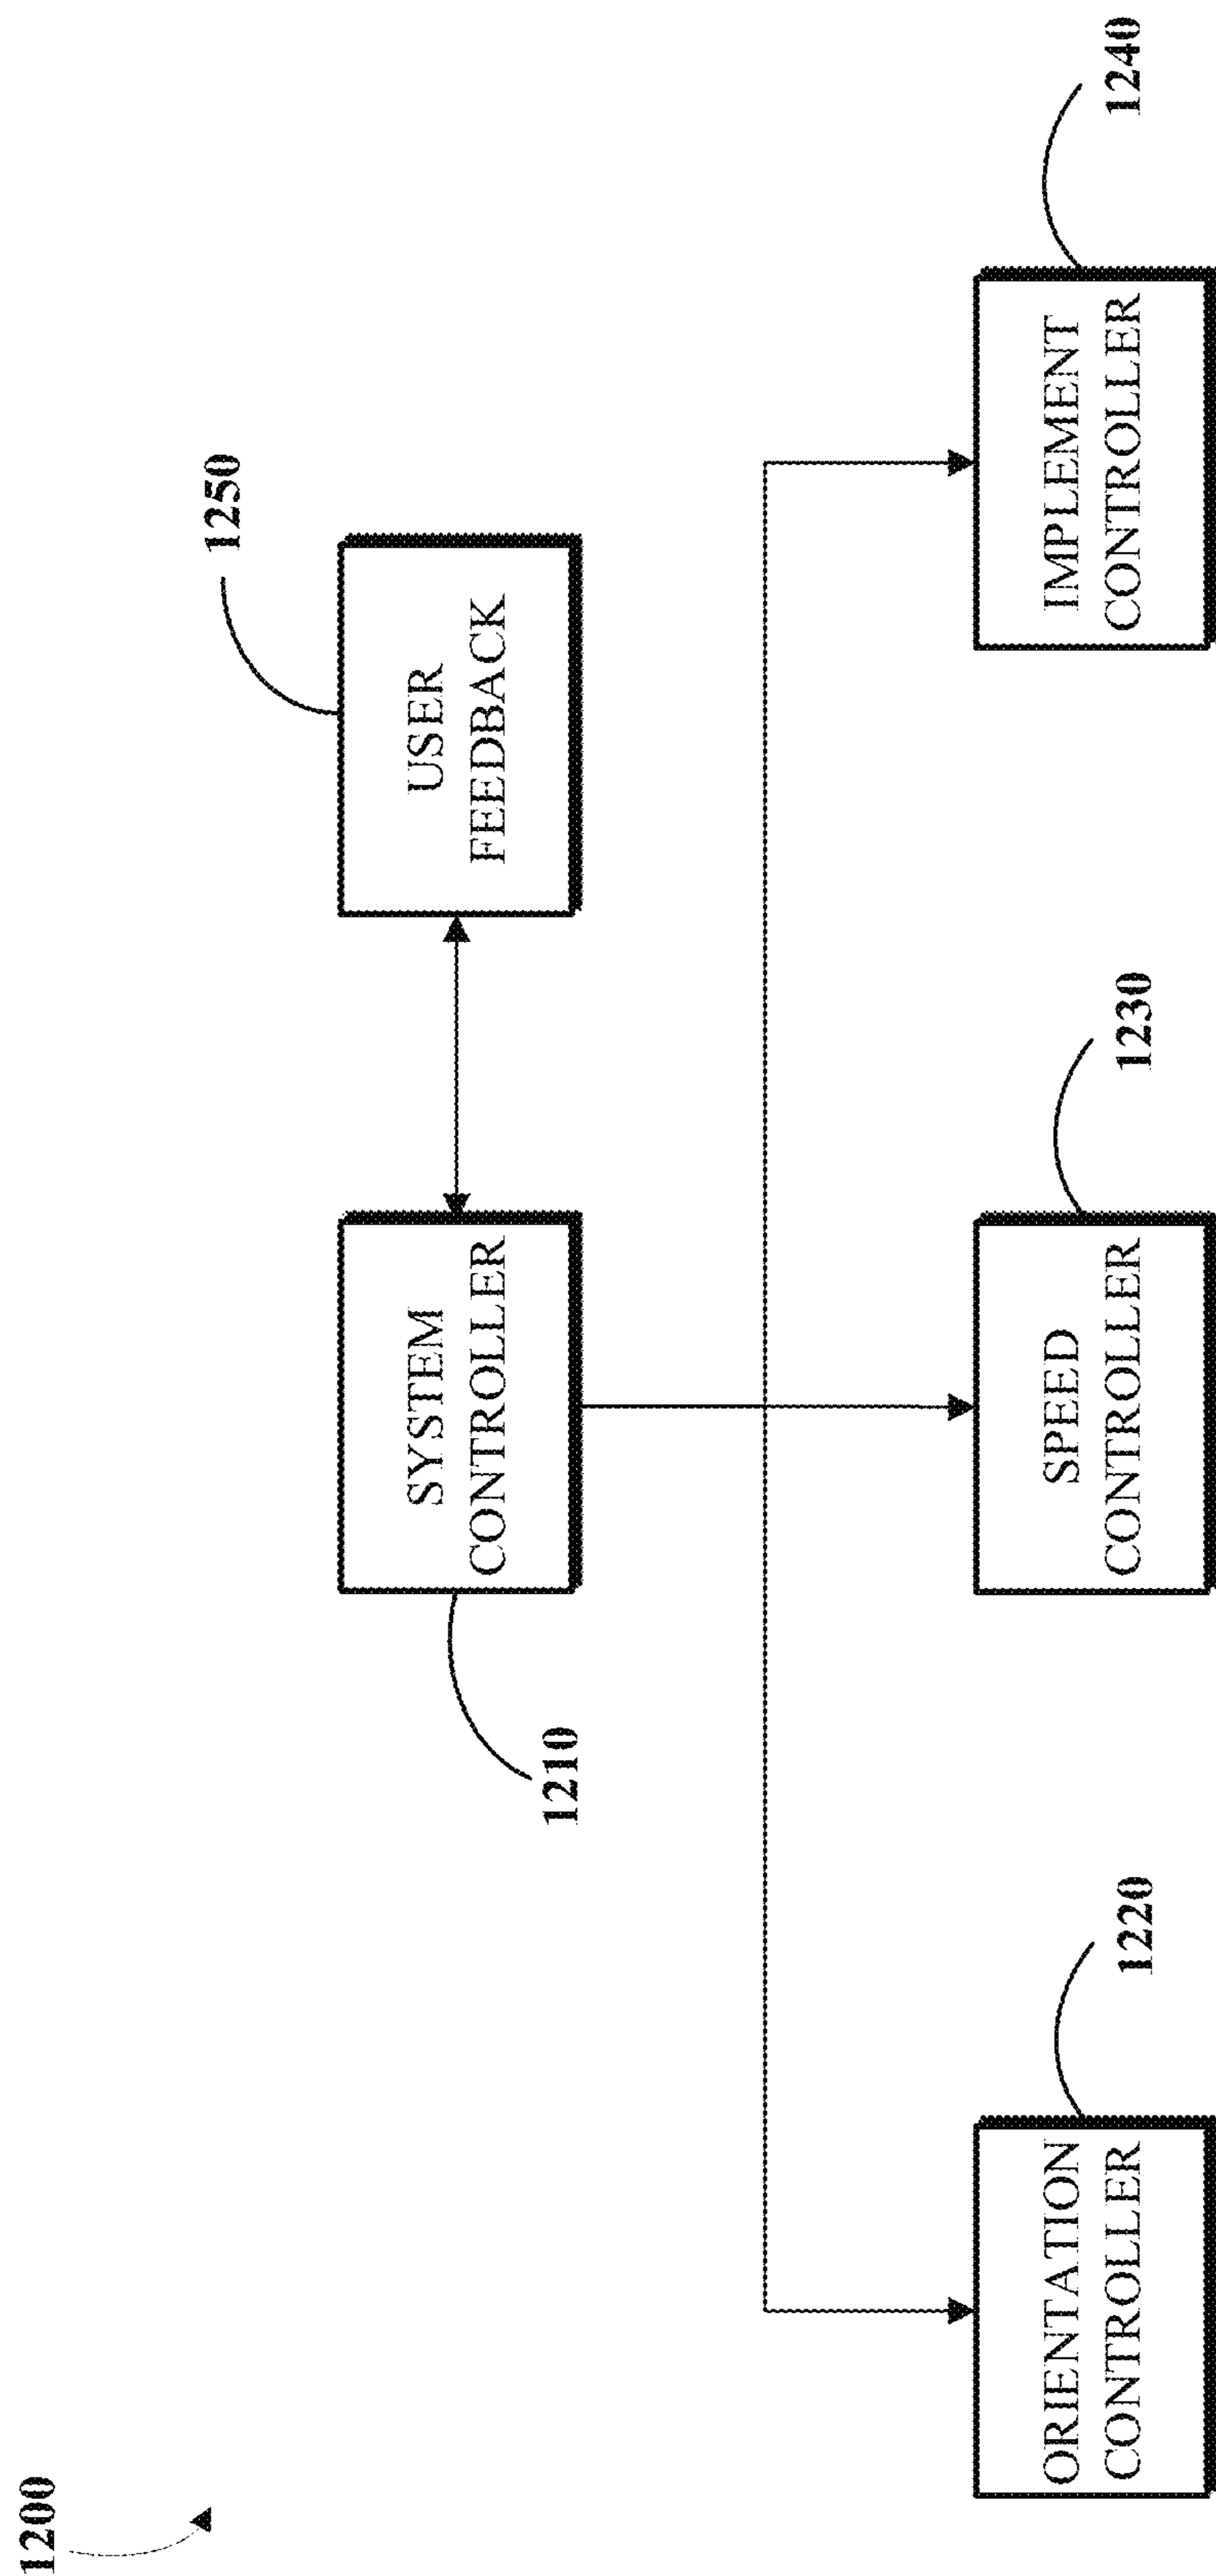 1200
1250
USER
FEEDBACK
SYSTEM
CONTROLLER
1210
1220
1230
1240
ORIENTATION
CONTROLLER
SPEED
CONTROLLER
IMPLEMENT
CONTROLLER